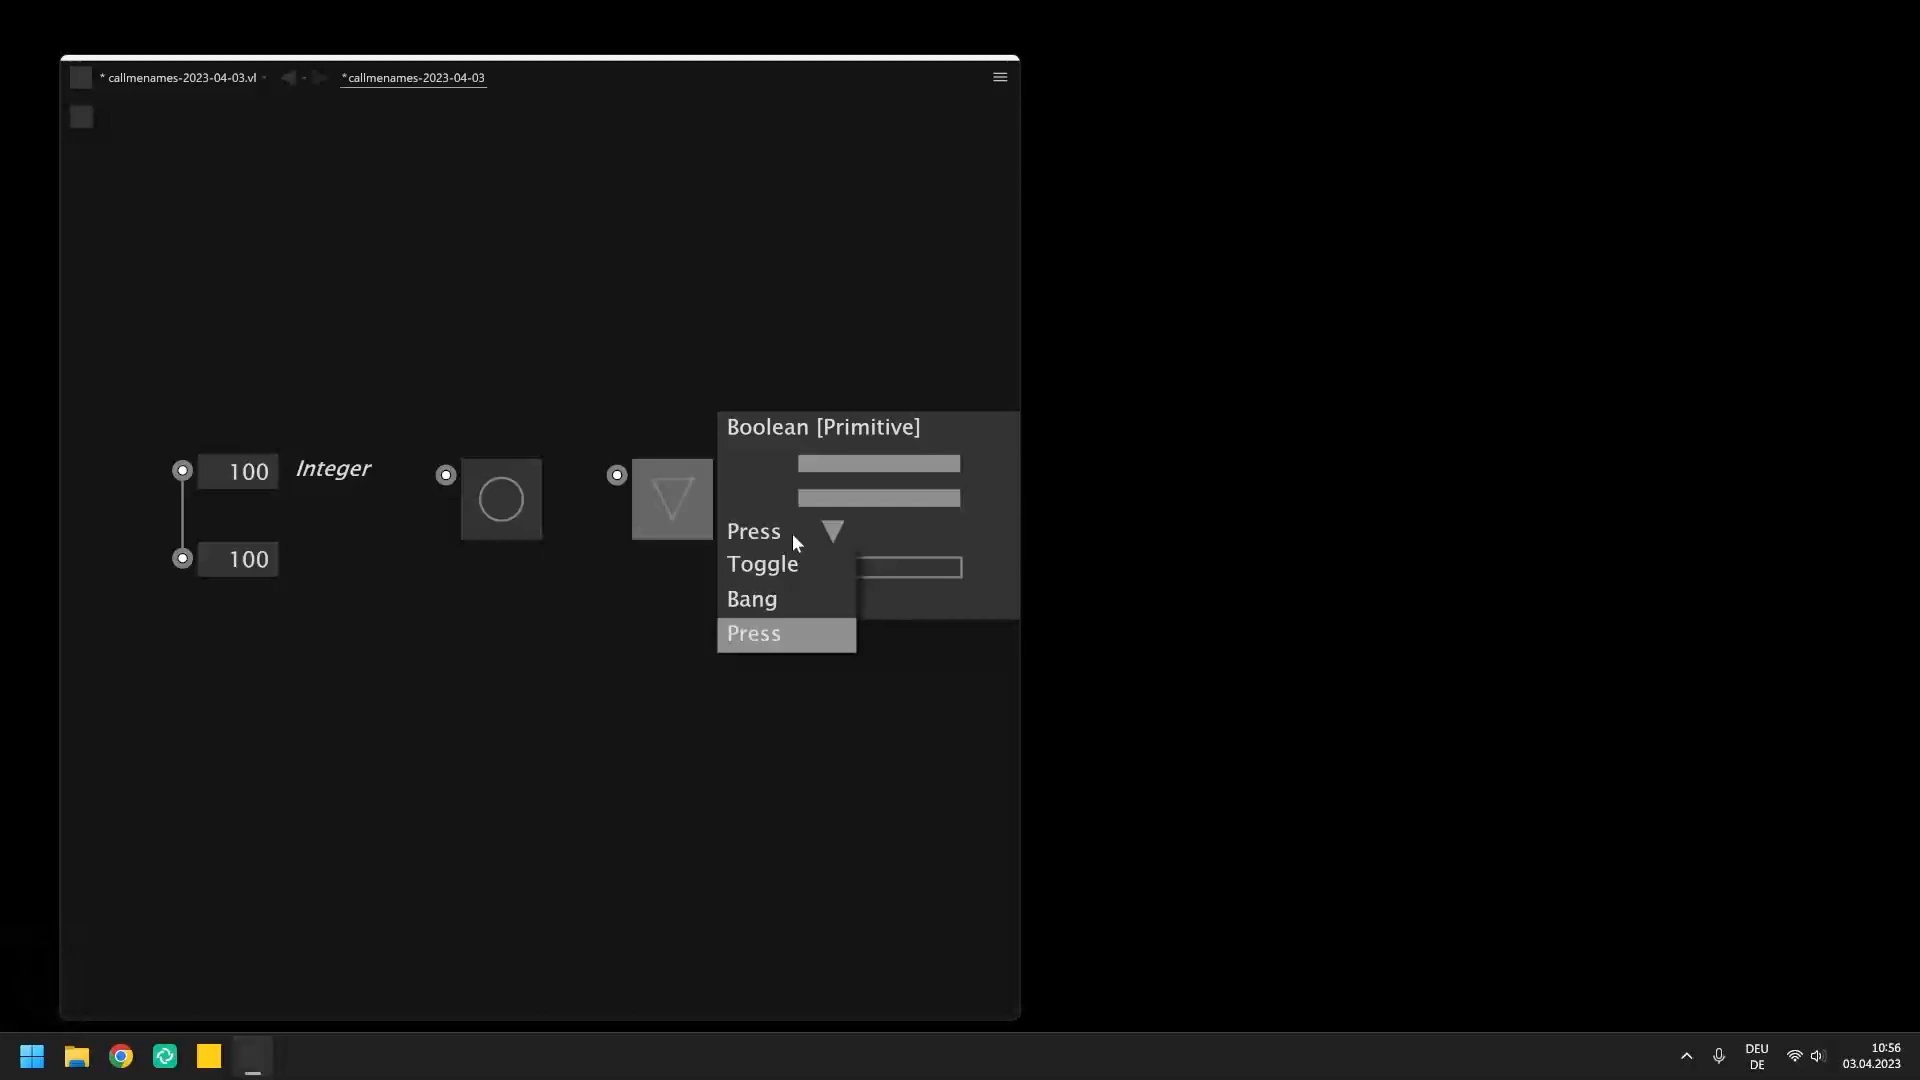 * callmenames-2023-04-03.vl
*callmenames-2023-04-03
Boolean [Primitive]
100
Integer
Press
Toggle
100
Bang
Press
DEU
DE
10:56
03.04.2023